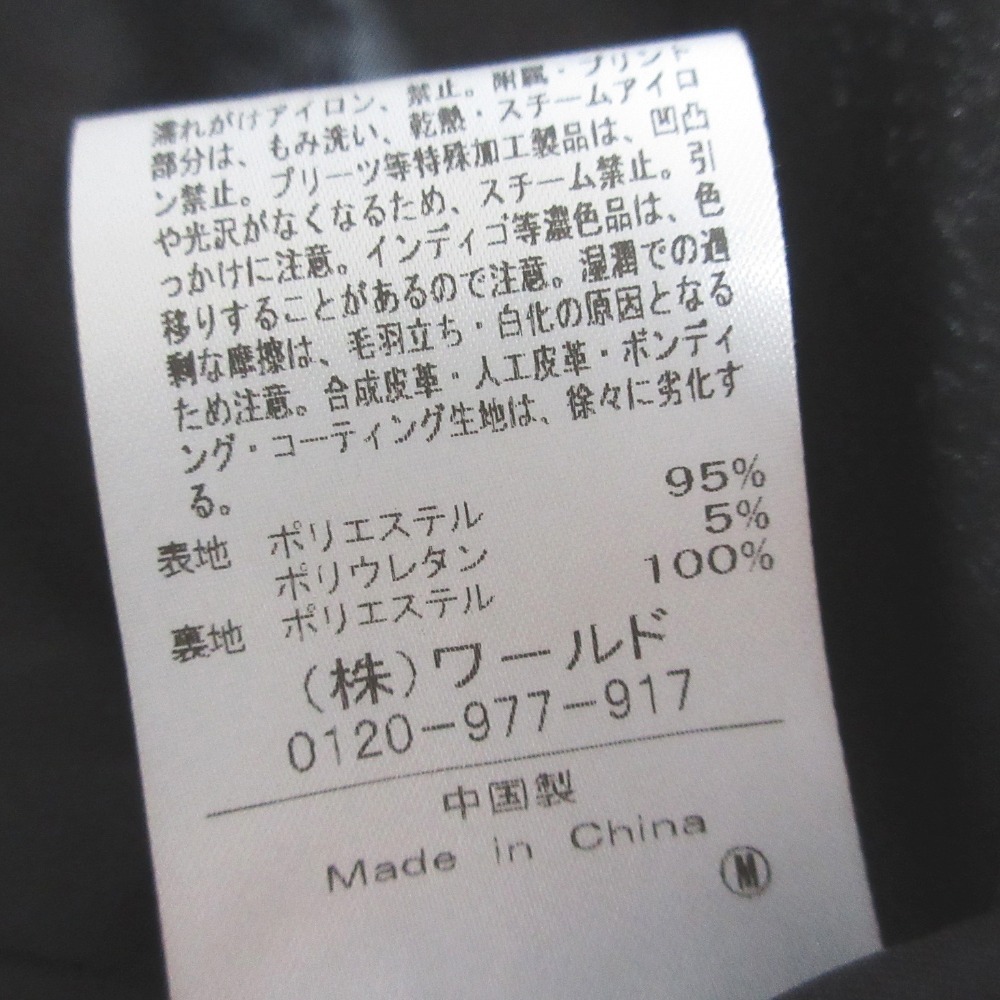 濡れがけアイロン、禁止。附属・プリント
部分は、もみ洗い、乾熱・スチームアイロ
ン禁止。プリーツ等特殊加工製品は、凹凸
や光沢がなくなるため、スチーム禁止。引
っかけに注意。インディゴ等濃色品は、色
移りすることがあるので注意。湿潤での過
剰な摩擦は、毛羽立ち・白化の原因となる
ため注意。合成皮革・人工皮革・ボンディ
ング・コーティング生地は、徐々に劣化す
る。
表地 ポリエステル 95%
ポリウレタン 5%
裏地 ポリエステル 100%
(株)ワールド
0120-977-917
中国製
Made in China
M